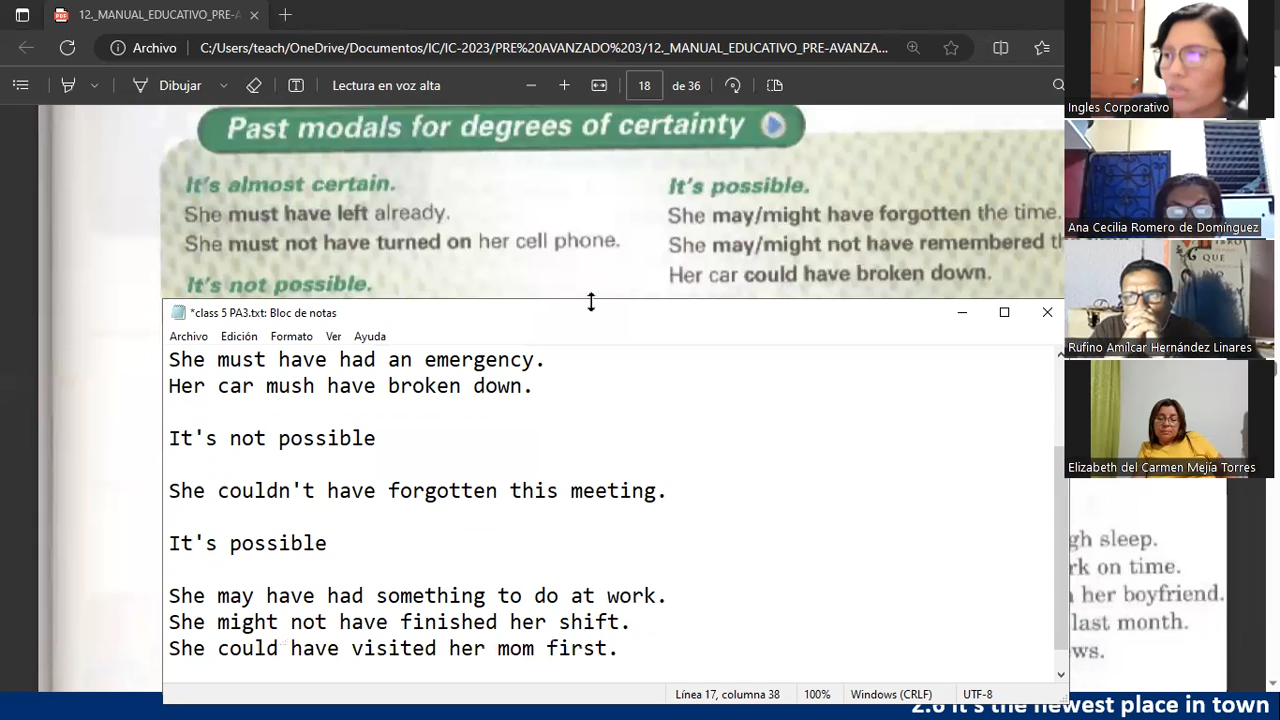 12._MANUAL_EDUCATIVO_PRE-A
Archivo C:/Users/teach/OneDrive/Documentos/IC/IC-2023/PRE%20AVANZADO%203/12._MANUAL_EDUCATIVO_PRE-AVANZA...
Dibujar Lectura en voz alta 18 de 36
Past modals for degrees of certainty
It's almost certain.
She must have left already.
She must not have turned on her cell phone.
It's not possible.
It's possible.
She may/might have forgotten the time.
She may/might not have remembered th
Her car could have broken down.
*class 5 PA3.txt: Bloc de notas
Archivo Edición Formato Ver Ayuda
She must have had an emergency.
Her car mush have broken down.
It's not possible
She couldn't have forgotten this meeting.
It's possible
She may have had something to do at work.
She might not have finished her shift.
She could have visited her mom first.
Línea 17, columna 38 100% Windows (CRLF) UTF-8
gh sleep.
rk on time.
her boyfriend.
last month.
ws.
2.6 It's the newest place in town
Ingles Corporativo
Ana Cecilia Romero de Domínguez
Rufino Amílcar Hernández Linares
Elizabeth del Carmen Mejía Torres